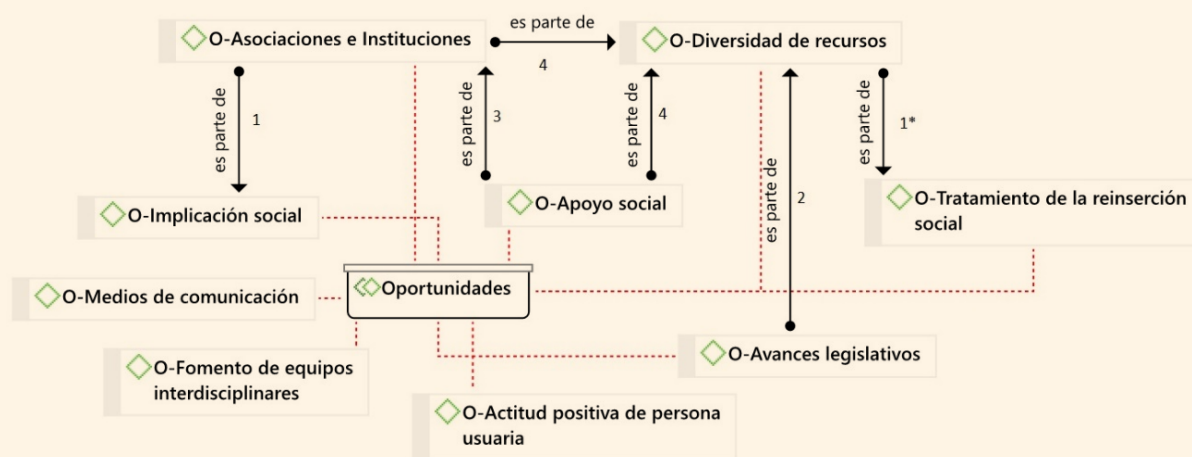 es parte de
O-Asociaciones e Instituciones
O-Diversidad de recursos
4
es parte de
1
es parte de
3
es parte de
4
es parte de
1*
O-Implicación social
O-Apoyo social
es parte de
2
O-Tratamiento de la reinserción
social
O-Medios de comunicación
Oportunidades
O-Avances legislativos
O-Fomento de equipos
interdisciplinares
O-Actitud positiva de persona
usuaria